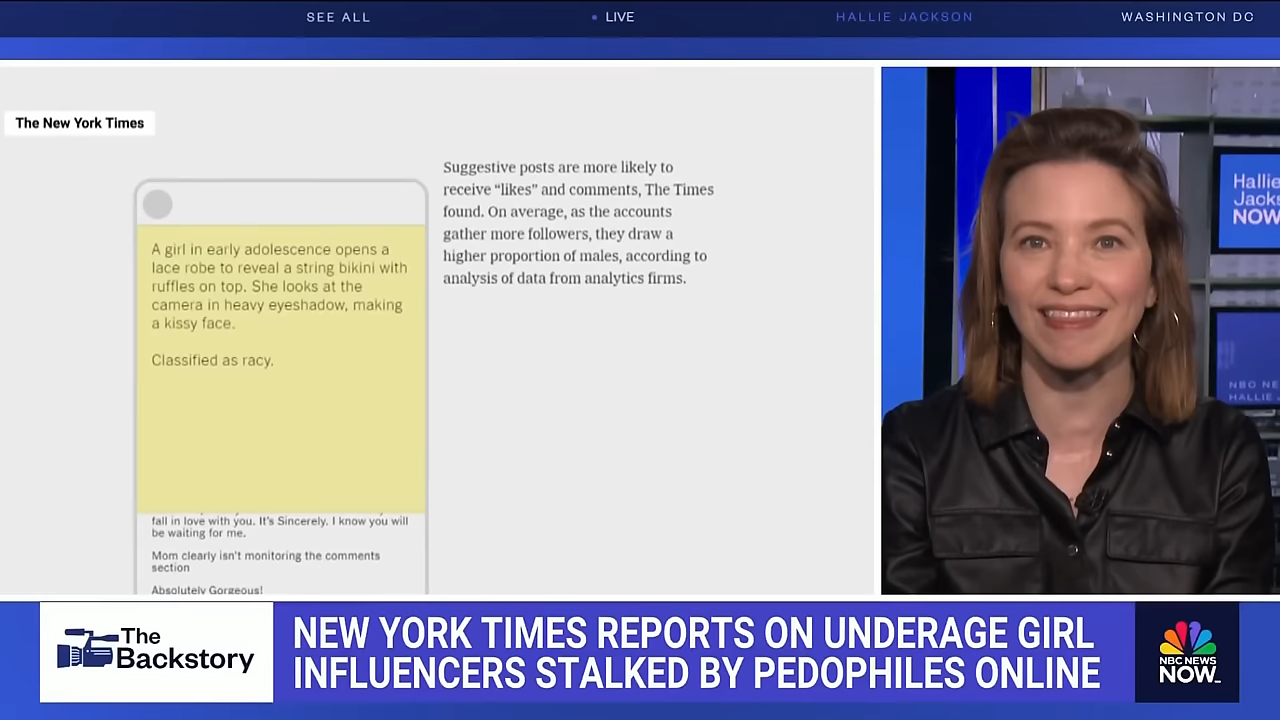 SEE ALL
• LIVE
HALLIE JACKSON
WASHINGTON DC
The New York Times
A girl in early adolescence opens a
lace robe to reveal a string bikini with
ruffles on top. She looks at the
camera in heavy eyeshadow, making
a kissy face.
Classified as racy.
fall in love with you. It's Sincerely. I know you will
be waiting for me.
Mom clearly isn't monitoring the comments
section
Absolutely Gorgeous!
Suggestive posts are more likely to
receive “likes” and comments, The Times
found. On average, as the accounts
gather more followers, they draw a
higher proportion of males, according to
analysis of data from analytics firms.
Hallie
Jacks
NOW
NBC NE
HALLIE
The
Backstory
NEW YORK TIMES REPORTS ON UNDERAGE GIRL
INFLUENCERS STALKED BY PEDOPHILES ONLINE
NBC NEWS
NOW